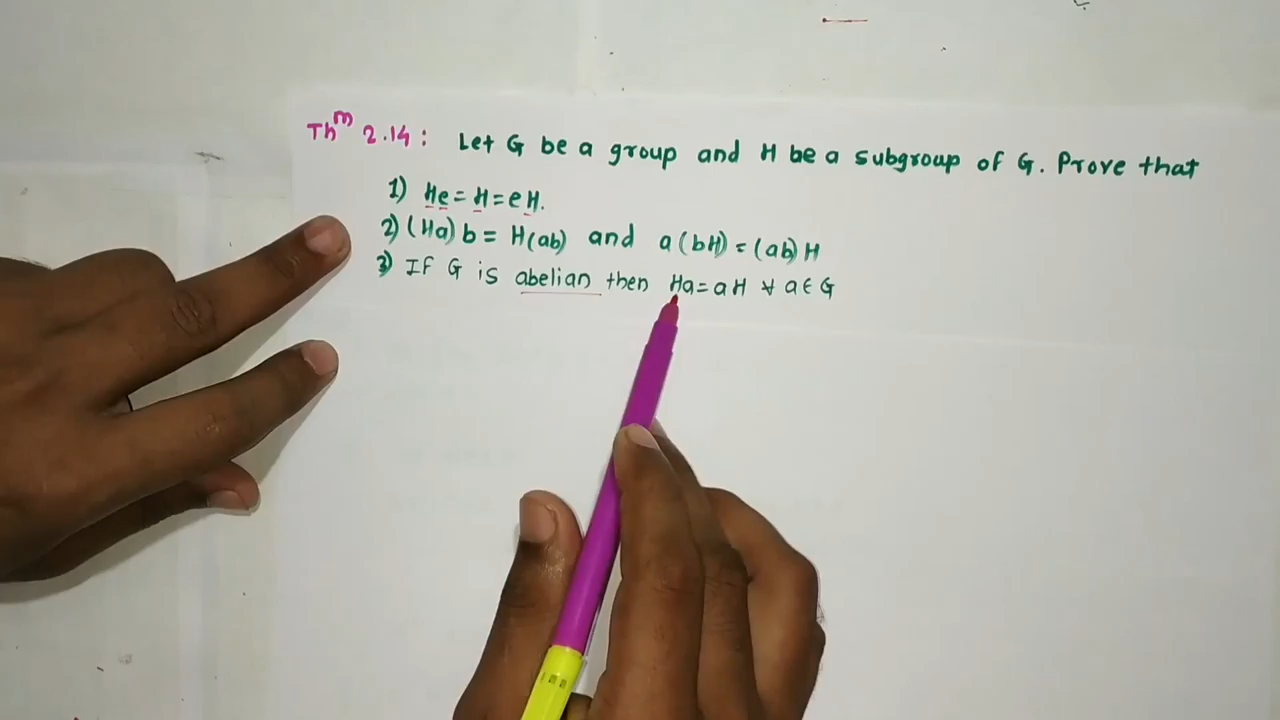 Thm 2.14: Let G be a group and H be a subgroup of G. Prove that
1) He = H = eH.
2) (Ha)b = H(ab) and a(bH) = (ab)H
3) If G is abelian then Ha = aH ∀ a ∈ G